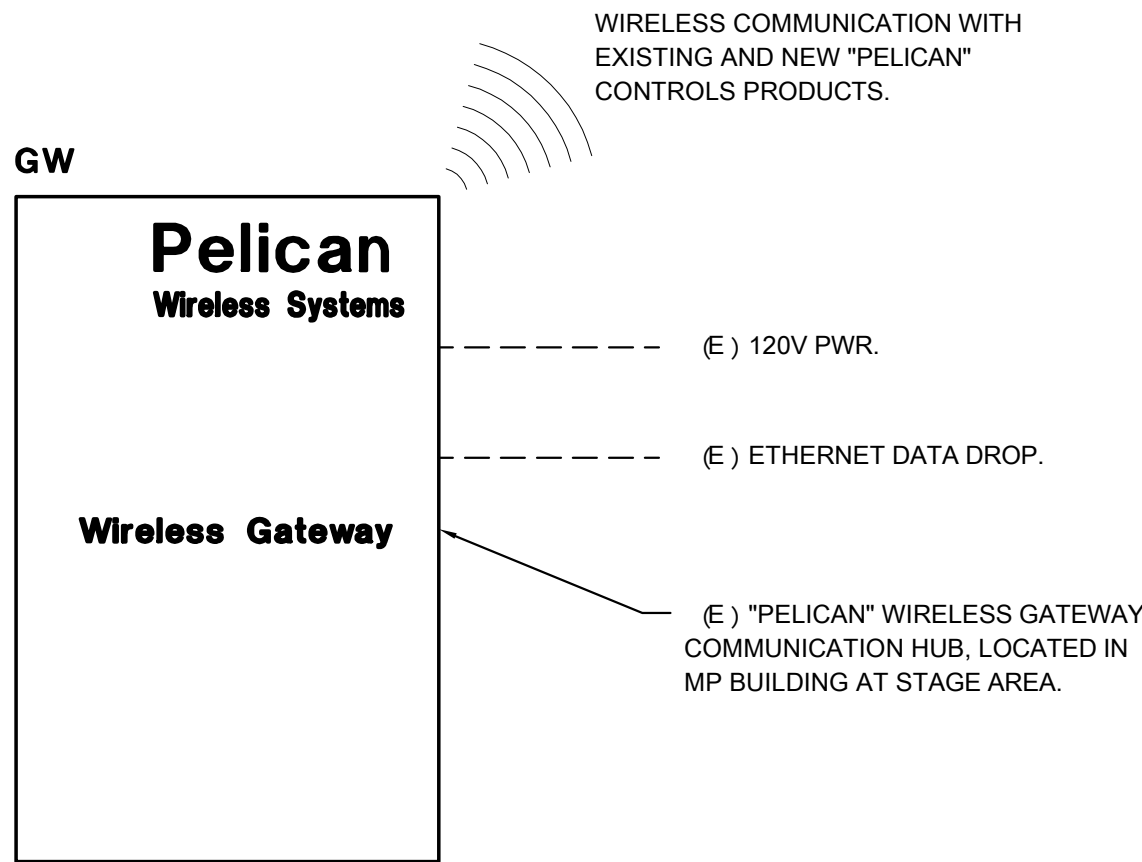 WIRELESS COMMUNICATION WITH
EXISTING AND NEW "PELICAN"
CONTROLS PRODUCTS.
GW
Pelican
Wireless Systems
(E) 120V PWR.
(E) ETHERNET DATA DROP.
Wireless Gateway
(E) "PELICAN" WIRELESS GATEWAY
COMMUNICATION HUB, LOCATED IN
MP BUILDING AT STAGE AREA.